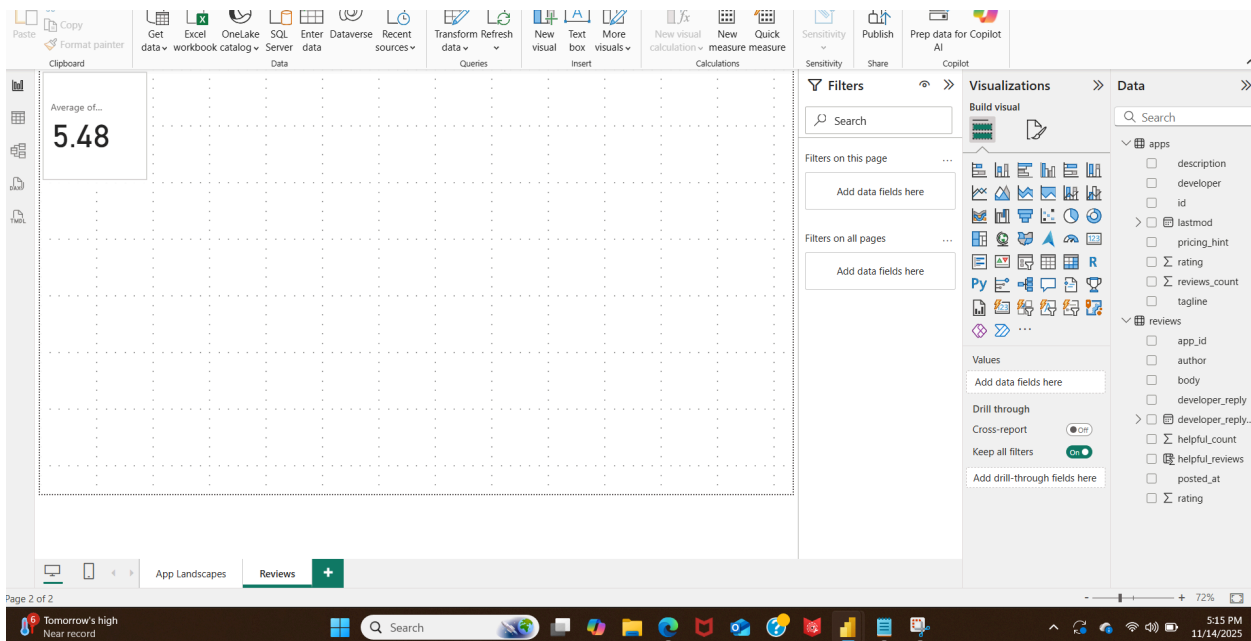 Paste
Copy
Format painter
Get data
Excel workbook
OneLake catalog
SQL Server
Enter data
Dataverse
Recent sources
Transform data
Refresh
New visual
Text box
More visuals
New visual calculation
New measure
Quick measure
Sensitivity
Publish
Prep data for AI
Copilot
Clipboard
Data
Queries
Insert
Calculations
Sensitivity
Share
Copilot
Average of...
5.48
Filters
Search
Filters on this page
...
Add data fields here
Filters on all pages
...
Add data fields here
Visualizations
Build visual
123
R
Py
...
Values
Add data fields here
Drill through
Cross-report
Off
Keep all filters
On
Add drill-through fields here
Data
Search
apps
description
developer
id
lastmod
pricing_hint
rating
reviews_count
tagline
reviews
app_id
author
body
developer_reply
developer_reply...
helpful_count
helpful_reviews
posted_at
rating
DAX
TMDL
App Landscapes
Reviews
+
Page 2 of 2
- + 72%
6
Tomorrow's high
Near record
Search
5:15 PM
11/14/2025